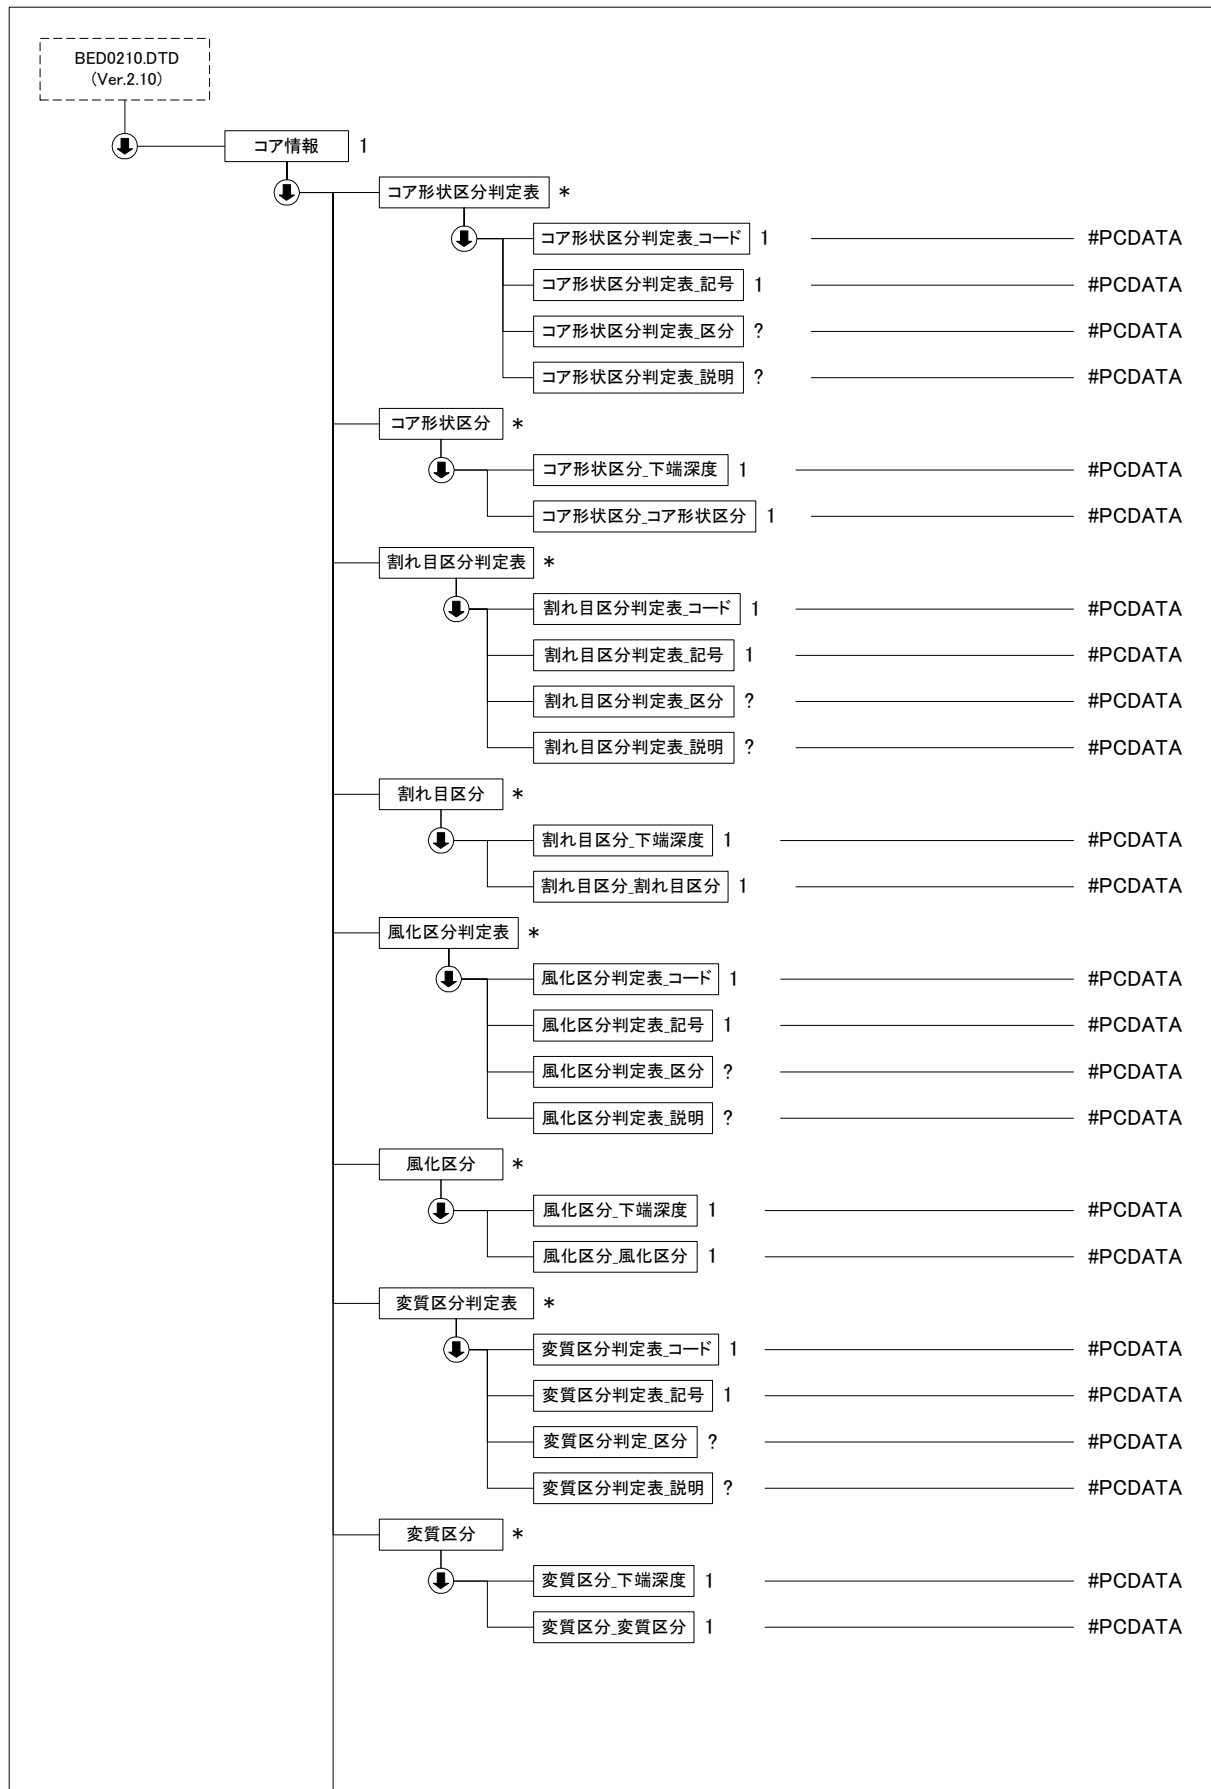 BED0210.DTD
(Ver.2.10)
コア情報 1
コア形状区分判定表 *
コア形状区分判定表_コード 1 #PCDATA
コア形状区分判定表_記号 1 #PCDATA
コア形状区分判定表_区分 ? #PCDATA
コア形状区分判定表_説明 ? #PCDATA
コア形状区分 *
コア形状区分_下端深度 1 #PCDATA
コア形状区分_コア形状区分 1 #PCDATA
割れ目区分判定表 *
割れ目区分判定表_コード 1 #PCDATA
割れ目区分判定表_記号 1 #PCDATA
割れ目区分判定表_区分 ? #PCDATA
割れ目区分判定表_説明 ? #PCDATA
割れ目区分 *
割れ目区分_下端深度 1 #PCDATA
割れ目区分_割れ目区分 1 #PCDATA
風化区分判定表 *
風化区分判定表_コード 1 #PCDATA
風化区分判定表_記号 1 #PCDATA
風化区分判定表_区分 ? #PCDATA
風化区分判定表_説明 ? #PCDATA
風化区分 *
風化区分_下端深度 1 #PCDATA
風化区分_風化区分 1 #PCDATA
変質区分判定表 *
変質区分判定表_コード 1 #PCDATA
変質区分判定表_記号 1 #PCDATA
変質区分判定_区分 ? #PCDATA
変質区分判定表_説明 ? #PCDATA
変質区分 *
変質区分_下端深度 1 #PCDATA
変質区分_変質区分 1 #PCDATA